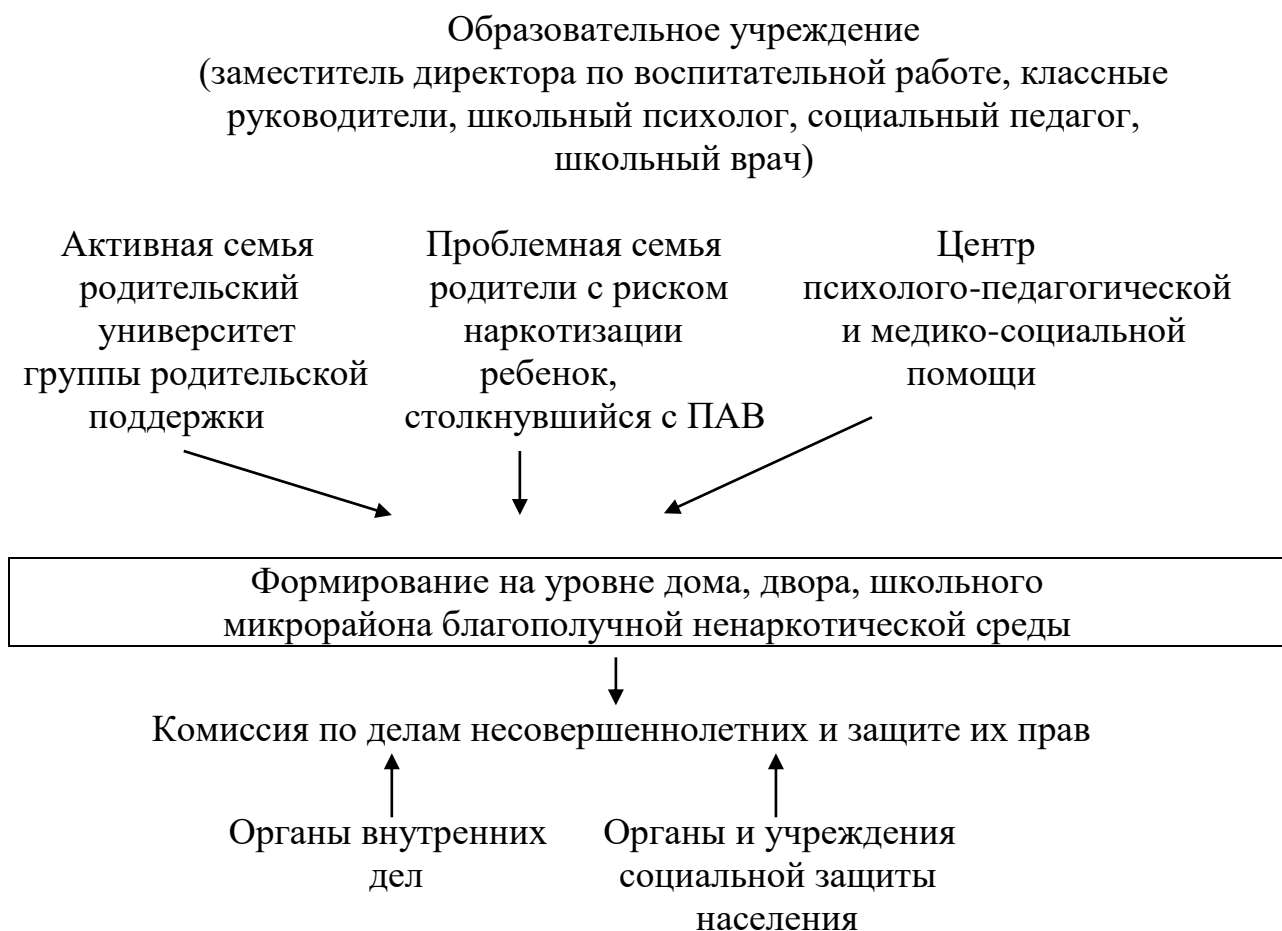 Образовательное учреждение
(заместитель директора по воспитательной работе, классные
руководители, школьный психолог, социальный педагог,
школьный врач)
Активная семья
родительский
университет
группы родительской
поддержки
Проблемная семья
родители с риском
наркотизации
ребенок,
столкнувшийся с ПАВ
Центр
психолого-педагогической
и медико-социальной
помощи
Формирование на уровне дома, двора, школьного
микрорайона благополучной ненаркотической среды
Комиссия по делам несовершеннолетних и защите их прав
Органы внутренних
дел
Органы и учреждения
социальной защиты
населения